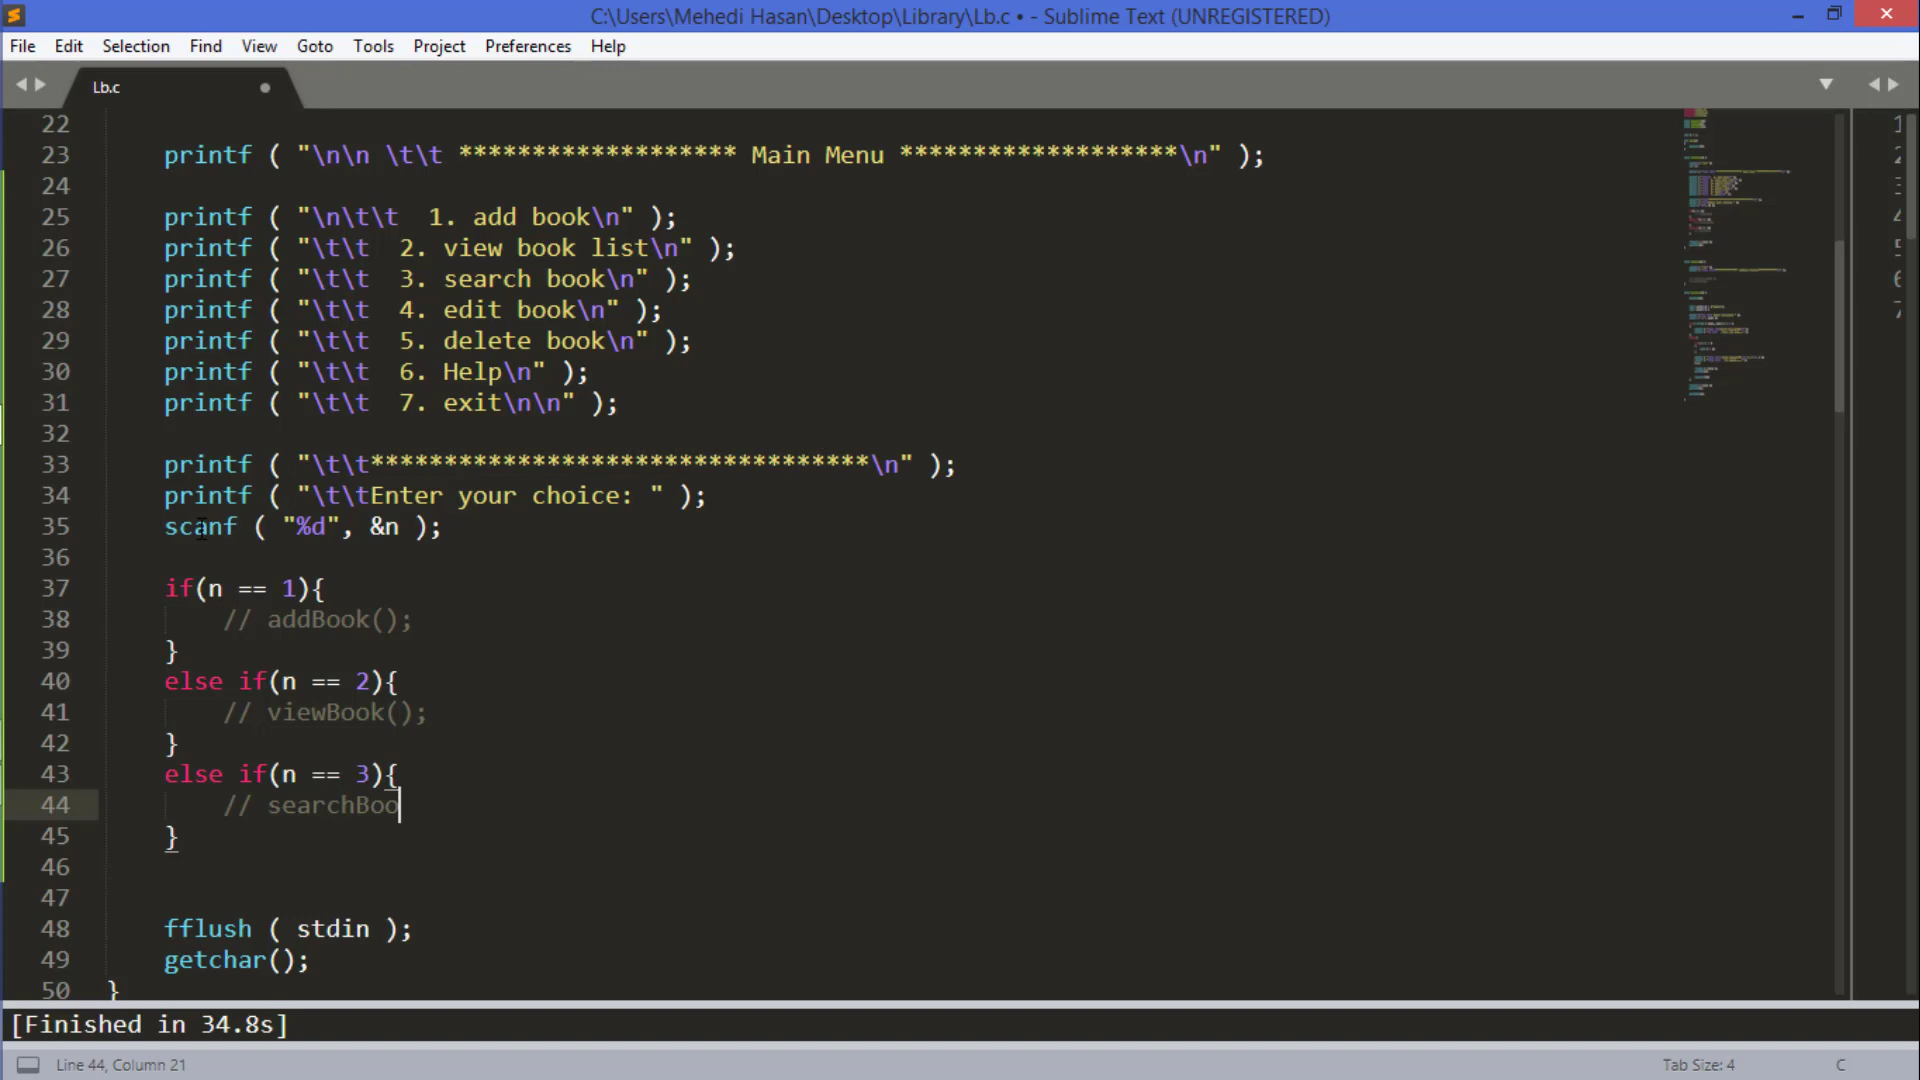 C:\Users\Mehedi Hasan\Desktop\Library\Lb.c • - Sublime Text (UNREGISTERED)
File Edit Selection Find View Goto Tools Project Preferences Help
Lb.c
22
23 printf ( "\n\n \t\t ******************* Main Menu *******************\n" );
24
25 printf ( "\n\t\t  1. add book\n" );
26 printf ( "\t\t  2. view book list\n" );
27 printf ( "\t\t  3. search book\n" );
28 printf ( "\t\t  4. edit book\n" );
29 printf ( "\t\t  5. delete book\n" );
30 printf ( "\t\t  6. Help\n" );
31 printf ( "\t\t  7. exit\n\n" );
32
33 printf ( "\t\t**********************************\n" );
34 printf ( "\t\tEnter your choice: " );
35 scanf ( "%d", &n );
36
37 if(n == 1){
38 // addBook();
39 }
40 else if(n == 2){
41 // viewBook();
42 }
43 else if(n == 3){
44 // searchBoo
45 }
46
47
48 fflush ( stdin );
49 getchar();
50 }
1
2
4
[Finished in 34.8s]
Line 44, Column 21
Tab Size: 4
C